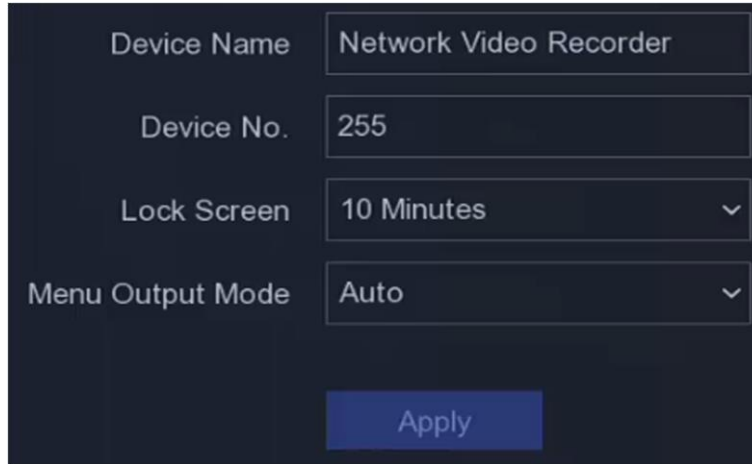 Device Name Network Video Recorder
Device No. 255
Lock Screen 10 Minutes
Menu Output Mode Auto
Apply